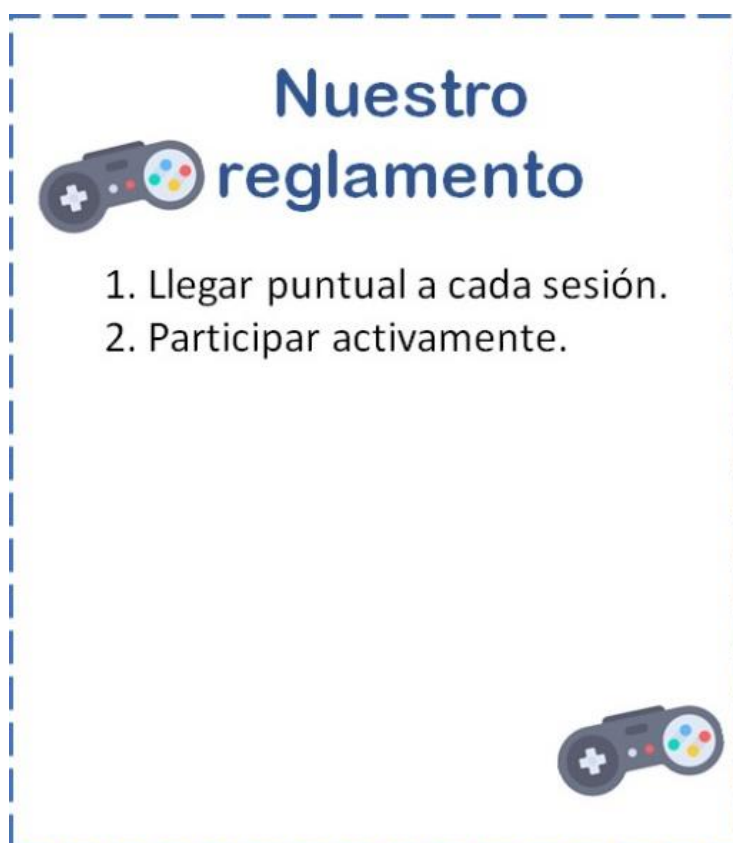 Nuestro
reglamento
1. Llegar puntual a cada sesión.
2. Participar activamente.